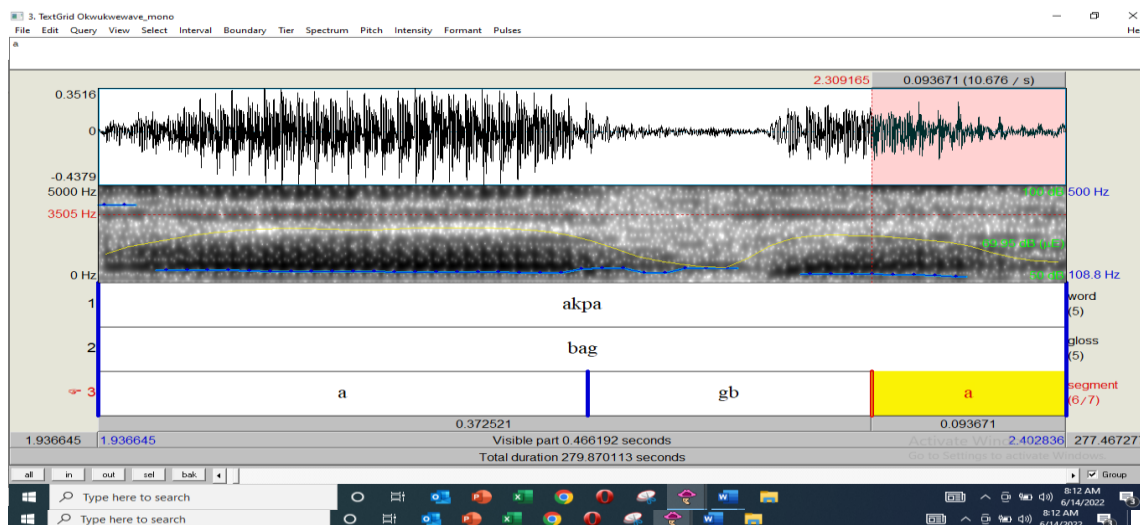 3. TextGrid Okwukwewave_mono
File Edit Query View Select Interval Boundary Tier Spectrum Pitch Intensity Formant Pulses He
a
2.309165 0.093671 (10.676 / s)
0.3516
0
-0.4379
5000 Hz 500 Hz
3505 Hz
0 Hz 108.8 Hz
1 akpa word
(5)
2 bag gloss
(5)
3 a gb a segment
(6/7)
0.372521 0.093671
1.936645 1.936645 Visible part 0.466192 seconds 2.402836 277.467277
Total duration 279.870113 seconds
Activate Windows
Go to Settings to activate Windows.
all in out sel bak Group
Type here to search 8:12 AM
6/14/2022
Type here to search 8:12 AM
6/14/2022